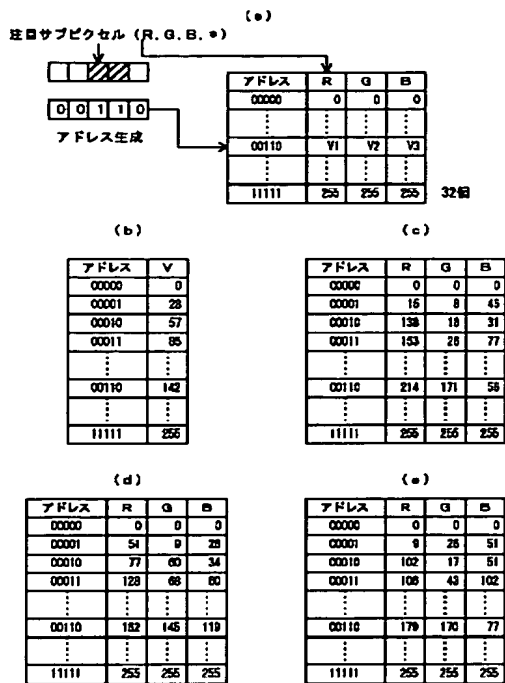 (a)
注目サブピクセル (R, G, B, *)
0 0 1 1 0
アドレス生成
アドレス R G B
00000 0 0 0
00110 V1 V2 V3
11111 255 255 255
32個
(b)
アドレス V
00000 0
00001 28
00010 57
00011 85
00110 142
11111 255
(c)
アドレス R G B
00000 0 0 0
00001 15 8 45
00010 138 18 31
00011 153 26 77
00110 214 171 56
11111 255 255 255
(d)
アドレス R G B
00000 0 0 0
00001 51 9 26
00010 77 60 34
00011 128 68 60
00110 162 145 119
11111 255 255 255
(e)
アドレス R G B
00000 0 0 0
00001 9 26 51
00010 102 17 51
00011 106 43 102
00110 179 170 77
11111 255 255 255